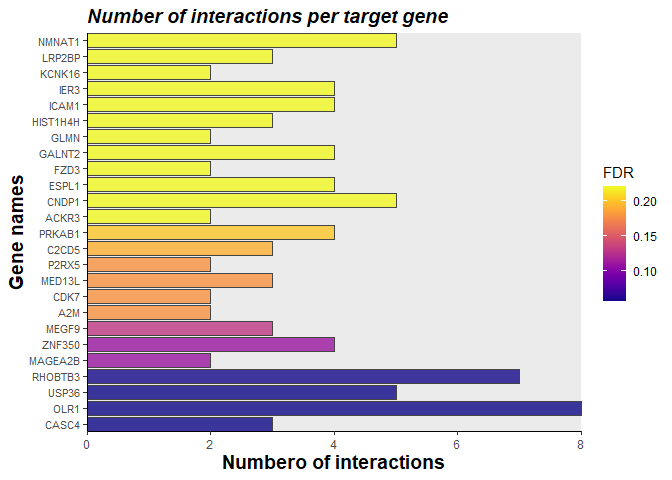 Number of interactions per target gene
Gene names
NMNAT1
LRP2BP
KCNK16
IER3
ICAM1
HIST1H4H
GLMN
GALNT2
FZD3
ESPL1
CNDP1
ACKR3
PRKAB1
C2CD5
P2RX5
MED13L
CDK7
A2M
MEGF9
ZNF350
MAGEA2B
RHOBTB3
USP36
OLR1
CASC4
0 2 4 6 8
Numbero of interactions
FDR
0.20
0.15
0.10